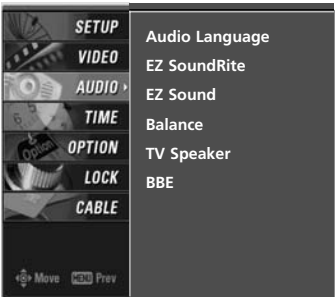 SETUP
VIDEO
AUDIO
TIME
OPTION
LOCK
CABLE
Move MENU Prev
Audio Language
EZ SoundRite
EZ Sound
Balance
TV Speaker
BBE